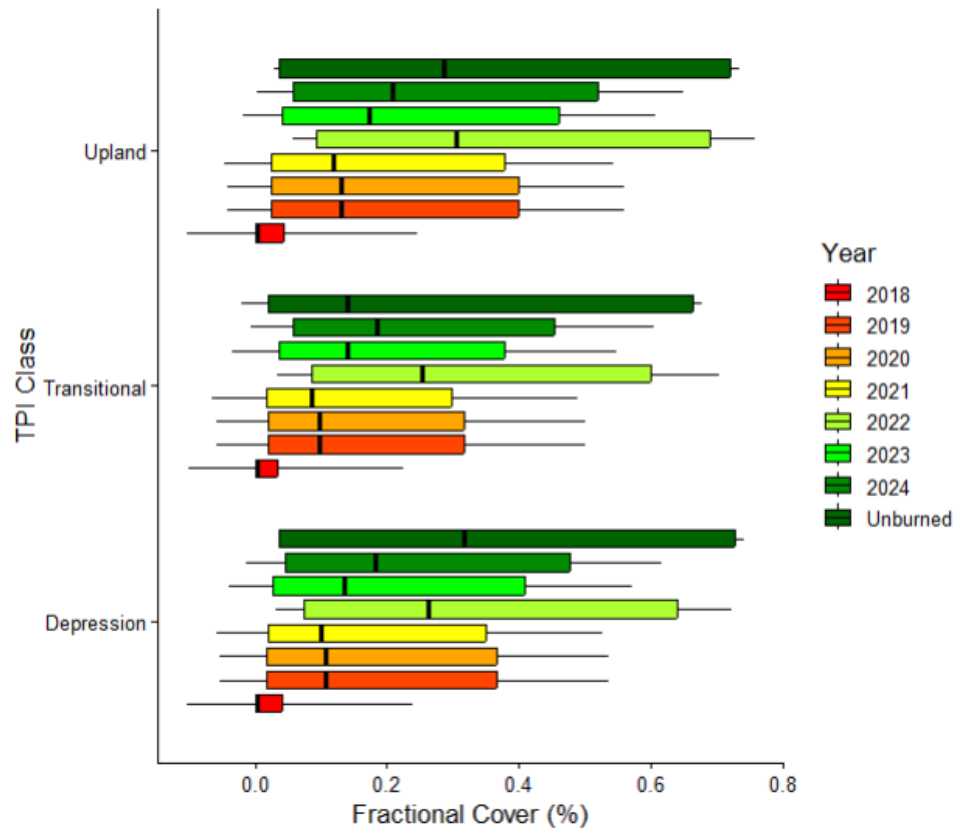 Upland
Transitional
Depression
TPI Class
0.0 0.2 0.4 0.6 0.8
Fractional Cover (%)
Year
2018
2019
2020
2021
2022
2023
2024
Unburned